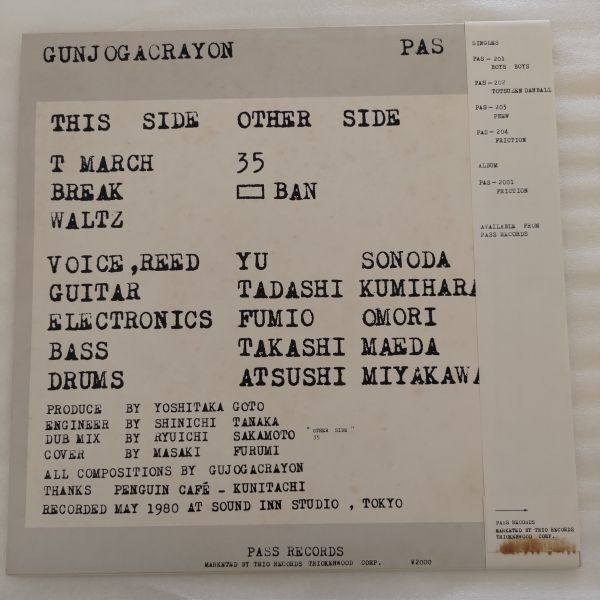 GUNJOGACRAYON PAS
THIS SIDE OTHER SIDE
T MARCH 35
BREAK BAN
WALTZ
VOICE,REED YU SONODA
GUITAR TADASHI KUMIHARA
ELECTRONICS FUMIO OMORI
BASS TAKASHI MAEDA
DRUMS ATSUSHI MIYAKAWA
PRODUCE BY YOSHITAKA GOTO
ENGINEER BY SHINICHI TANAKA
DUB MIX BY RYUICHI SAKAMOTO "OTHER SIDE"
35
COVER BY MASAKI FURUMI
ALL COMPOSITIONS BY GUJOGACRAYON
THANKS PENGUIN CAFÉ – KUNITACHI
RECORDED MAY 1980 AT SOUND INN STUDIO , TOKYO
PASS RECORDS
MARKETED BY TRIO RECORDS TRICKENWOOD CORP. ¥2000
SINGLES
PAS-201
BOYS BOYS
PAS-202
TOTSUZEN DANBALL
PAS-205
PHEW
PAS-204
FRICTION
ALBUM
PAS-2001
FRICTION
AVAILABLE FROM
PASS RECORDS
PASS RECORDS
MARKETED BY TRIO RECORDS
TRICKENWOOD CORP.